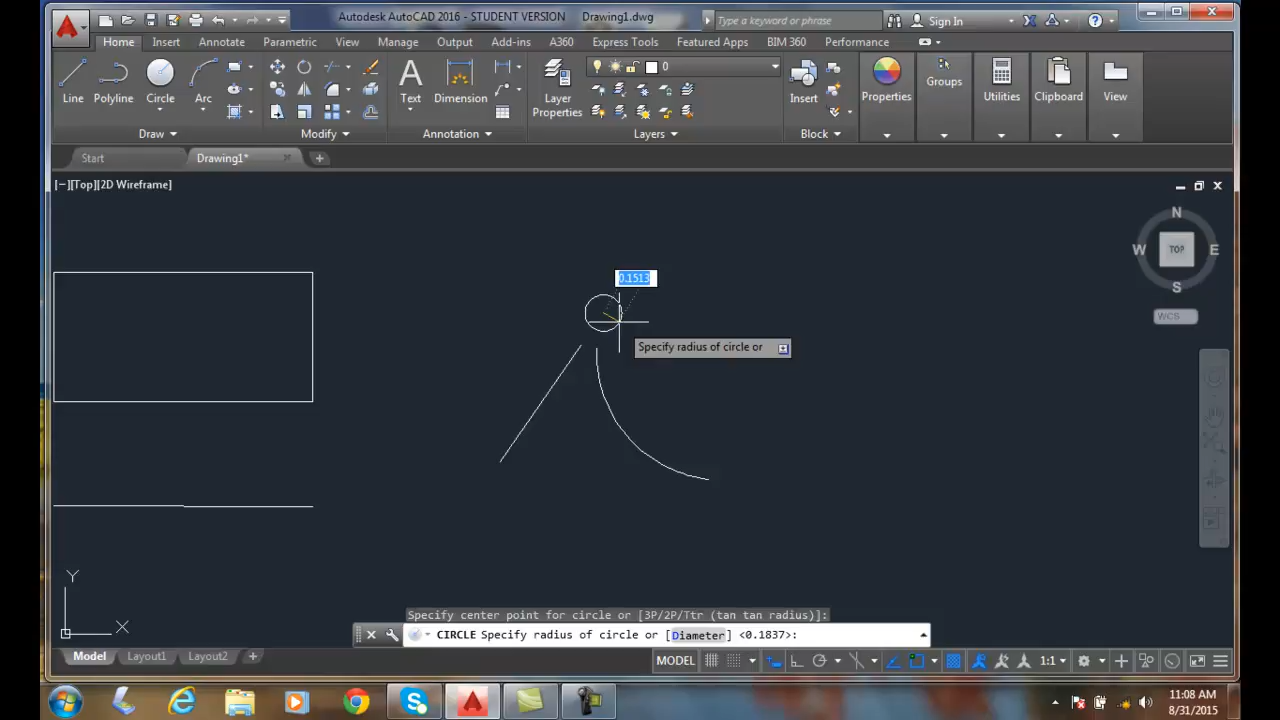 Autodesk AutoCAD 2016 - STUDENT VERSION Drawing1.dwg
Type a keyword or phrase
Sign In
Home Insert Annotate Parametric View Manage Output Add-ins A360 Express Tools Featured Apps BIM 360 Performance
Line Polyline Circle Arc
Text Dimension
Layer
Properties
0
Insert
Properties
Groups
Utilities
Clipboard
View
Draw Modify Annotation Layers Block
Start Drawing1*
[−][Top][2D Wireframe]
N
W TOP E
S
WCS
0.1513
Specify radius of circle or
Y
X
Specify center point for circle or [3P/2P/Ttr (tan tan radius)]:
CIRCLE Specify radius of circle or [Diameter] <0.1837>:
Model Layout1 Layout2
MODEL 1:1
11:08 AM
8/31/2015